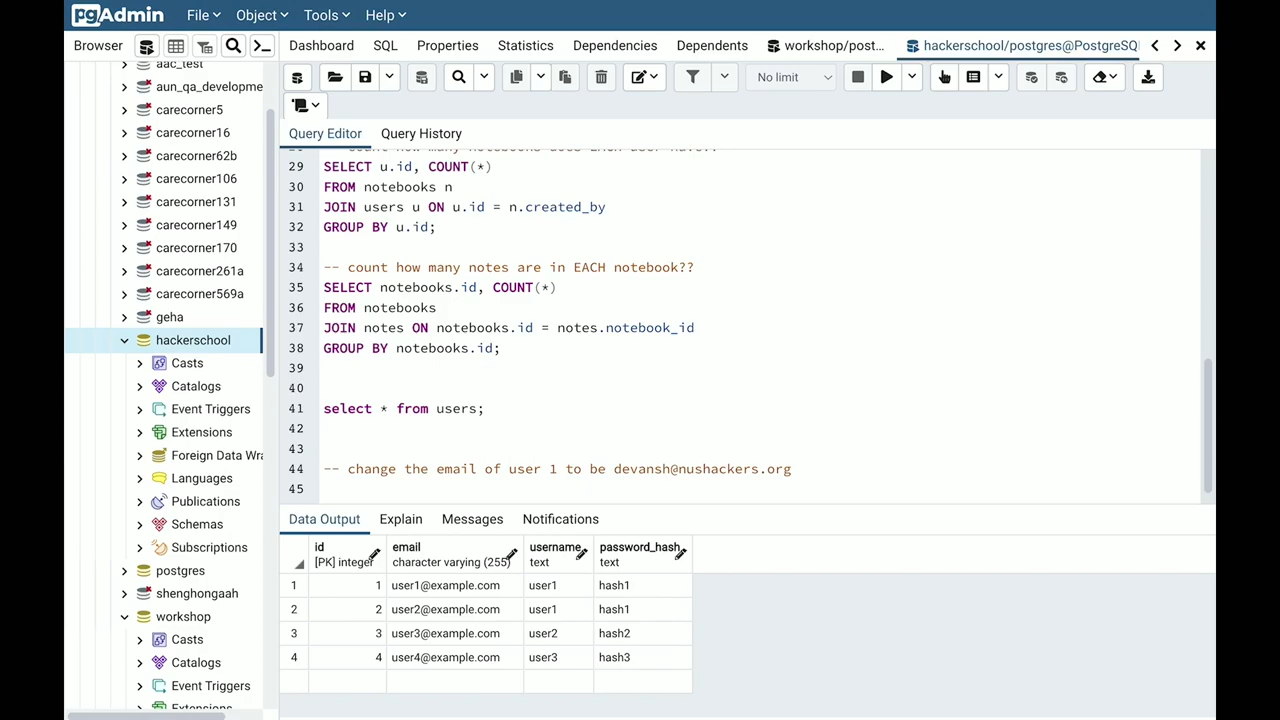 pgAdmin File Object Tools Help
Browser Dashboard SQL Properties Statistics Dependencies Dependents workshop/post... hackerschool/postgres@PostgreSQ
No limit
Query Editor Query History
aac_test
aun_qa_developme
carecorner5
carecorner16
carecorner62b
carecorner106
carecorner131
carecorner149
carecorner170
carecorner261a
carecorner569a
geha
hackerschool
Casts
Catalogs
Event Triggers
Extensions
Foreign Data Wra
Languages
Publications
Schemas
Subscriptions
postgres
shenghongaah
workshop
Casts
Catalogs
Event Triggers
Extensions
29 SELECT u.id, COUNT(*)
30 FROM notebooks n
31 JOIN users u ON u.id = n.created_by
32 GROUP BY u.id;
33
34 -- count how many notes are in EACH notebook??
35 SELECT notebooks.id, COUNT(*)
36 FROM notebooks
37 JOIN notes ON notebooks.id = notes.notebook_id
38 GROUP BY notebooks.id;
39
40
41 select * from users;
42
43
44 -- change the email of user 1 to be devansh@nushackers.org
45
Data Output Explain Messages Notifications
id email username password_hash
[PK] integer character varying (255) text text
1 1 user1@example.com user1 hash1
2 2 user2@example.com user1 hash1
3 3 user3@example.com user2 hash2
4 4 user4@example.com user3 hash3